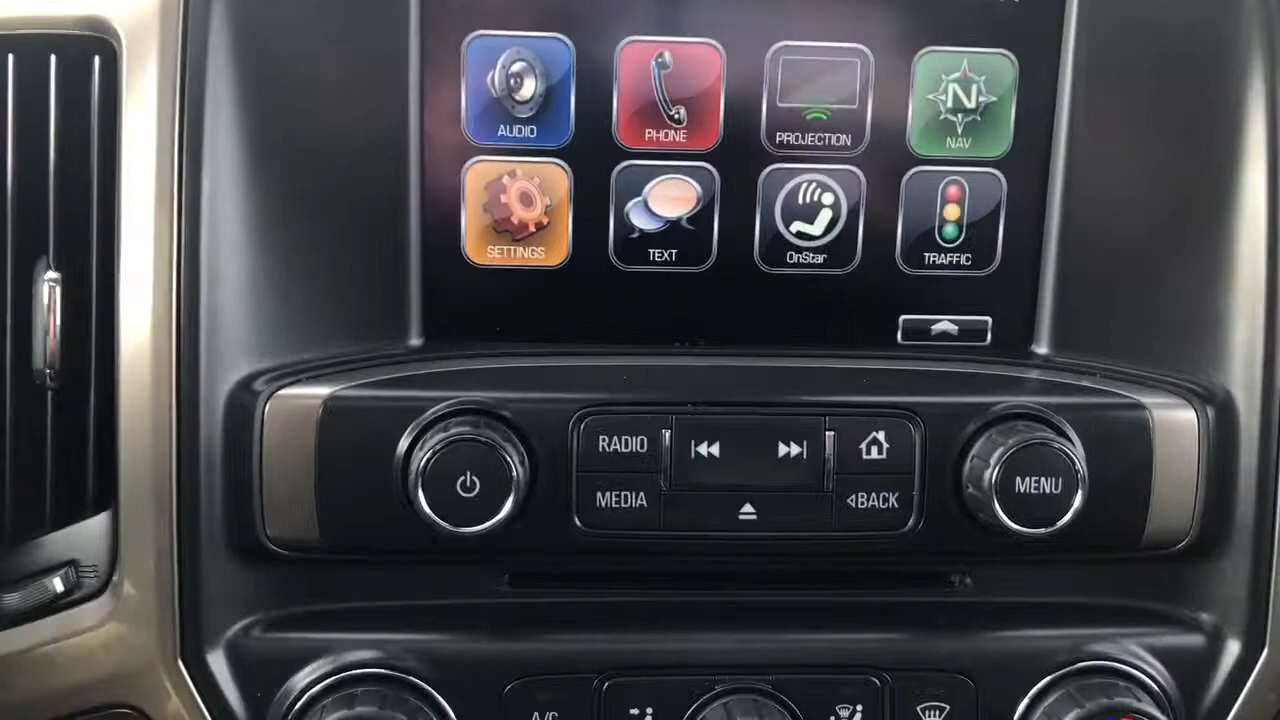 AUDIO
PHONE
PROJECTION
N
NAV
SETTINGS
TEXT
OnStar
TRAFFIC
RADIO
MEDIA
BACK
MENU
A/C